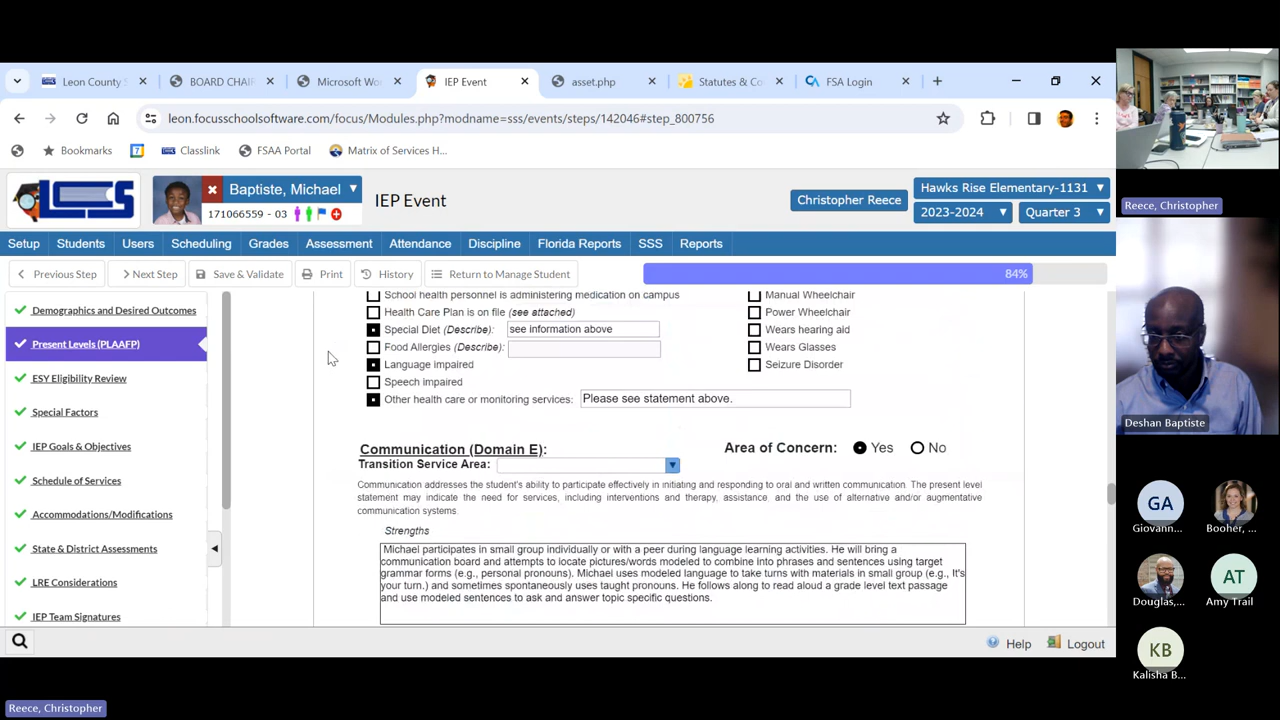 Leon County S
BOARD CHAIR
Microsoft Wo
IEP Event
asset.php
Statutes & Co
FSA Login
leon.focusschoolsoftware.com/focus/Modules.php?modname=sss/events/steps/142046#step_800756
Bookmarks
Classlink
FSAA Portal
Matrix of Services H...
LCS
Baptiste, Michael
171066559 - 03
IEP Event
Christopher Reece
Hawks Rise Elementary-1131
2023-2024
Quarter 3
Setup Students Users Scheduling Grades Assessment Attendance Discipline Florida Reports SSS Reports
Previous Step
Next Step
Save & Validate
Print
History
Return to Manage Student
84%
Demographics and Desired Outcomes
Present Levels (PLAAFP)
ESY Eligibility Review
Special Factors
IEP Goals & Objectives
Schedule of Services
Accommodations/Modifications
State & District Assessments
LRE Considerations
IEP Team Signatures
School health personnel is administering medication on campus
Health Care Plan is on file (see attached)
Special Diet (Describe): see information above
Food Allergies (Describe):
Language impaired
Speech impaired
Other health care or monitoring services: Please see statement above.
Manual Wheelchair
Power Wheelchair
Wears hearing aid
Wears Glasses
Seizure Disorder
Communication (Domain E):
Area of Concern: Yes No
Transition Service Area:
Communication addresses the student's ability to participate effectively in initiating and responding to oral and written communication. The present level
statement may indicate the need for services, including interventions and therapy, assistance, and the use of alternative and/or augmentative
communication systems.
Strengths
Michael participates in small group individually or with a peer during language learning activities. He will bring a
communication board and attempts to locate pictures/words modeled to combine into phrases and sentences using target
grammar forms (e.g., personal pronouns). Michael uses modeled language to take turns with materials in small group (e.g., It's
your turn.) and sometimes spontaneously uses taught pronouns. He follows along to read aloud a grade level text passage
and use modeled sentences to ask and answer topic specific questions.
Help
Logout
Reece, Christopher
Reece, Christopher
Deshan Baptiste
GA
Giovann...
Booher, ...
Douglas,...
AT
Amy Trail
KB
Kalisha B...